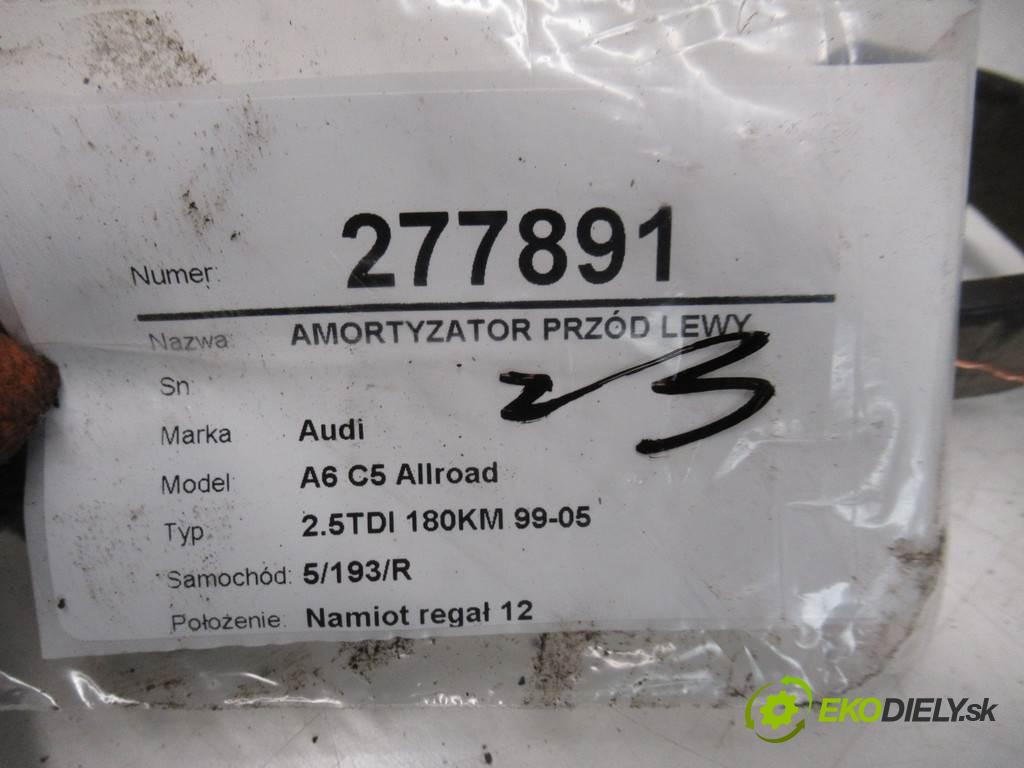 Numer: 277891
Nazwa: AMORTYZATOR PRZÓD LEWY
Sn
23
Marka Audi
Model A6 C5 Allroad
Typ 2.5TDI 180KM 99-05
Samochód: 5/193/R
Położenie: Namiot regał 12
EKODIELY.sk